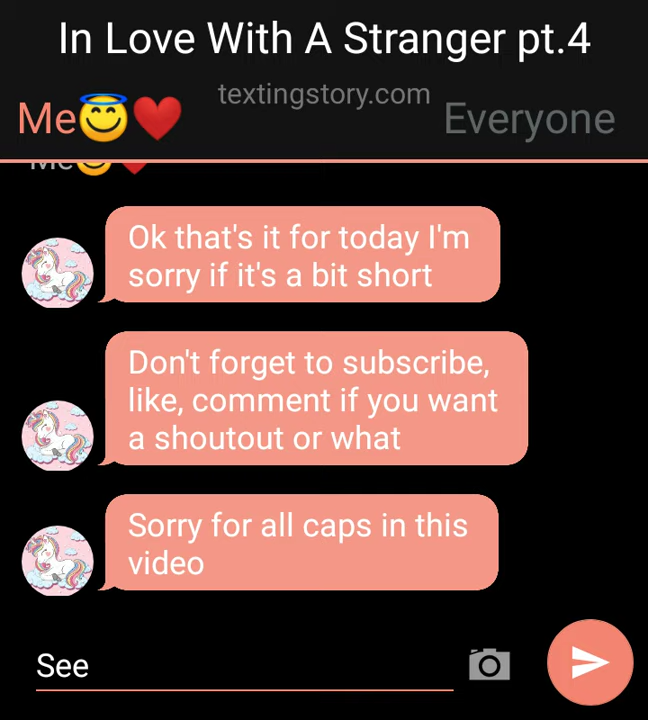 In Love With A Stranger pt.4
textingstory.com
Me😇❤️ Everyone
Me😇❤️
Ok that's it for today I'm
sorry if it's a bit short
Don't forget to subscribe,
like, comment if you want
a shoutout or what
Sorry for all caps in this
video
See